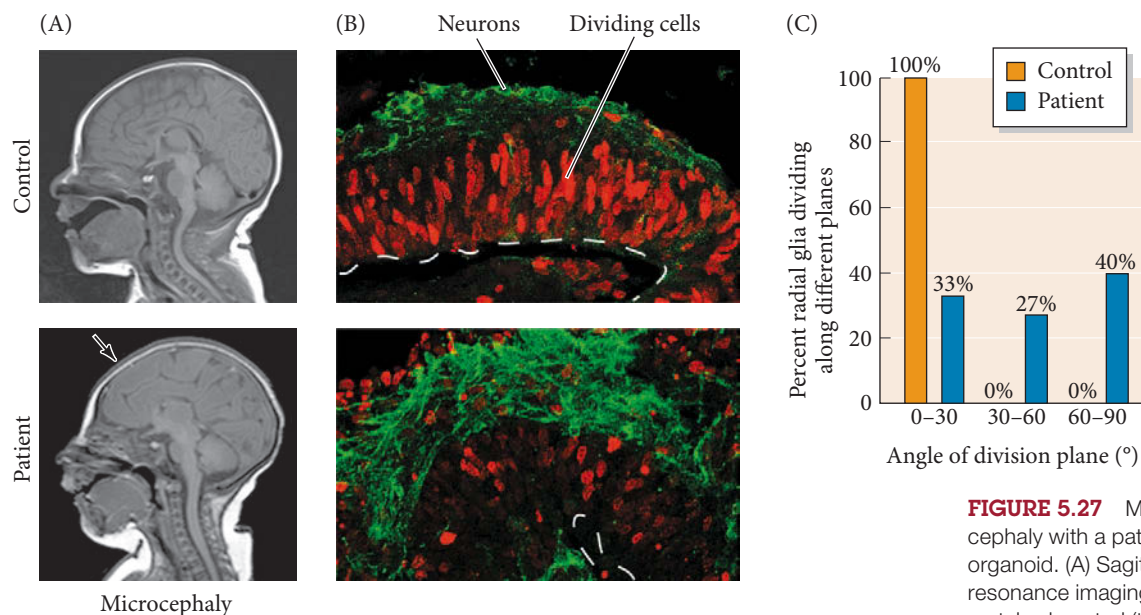 (A)
(B)
(C)
Neurons
Dividing cells
Control
Patient
Microcephaly
Percent radial glia dividing
along different planes
100
80
60
40
20
0
100%
33%
0%
27%
0%
40%
Control
Patient
0–30
30–60
60–90
Angle of division plane (°)
FIGURE 5.27 M
cephaly with a pat
organoid. (A) Sagit
resonance imaging